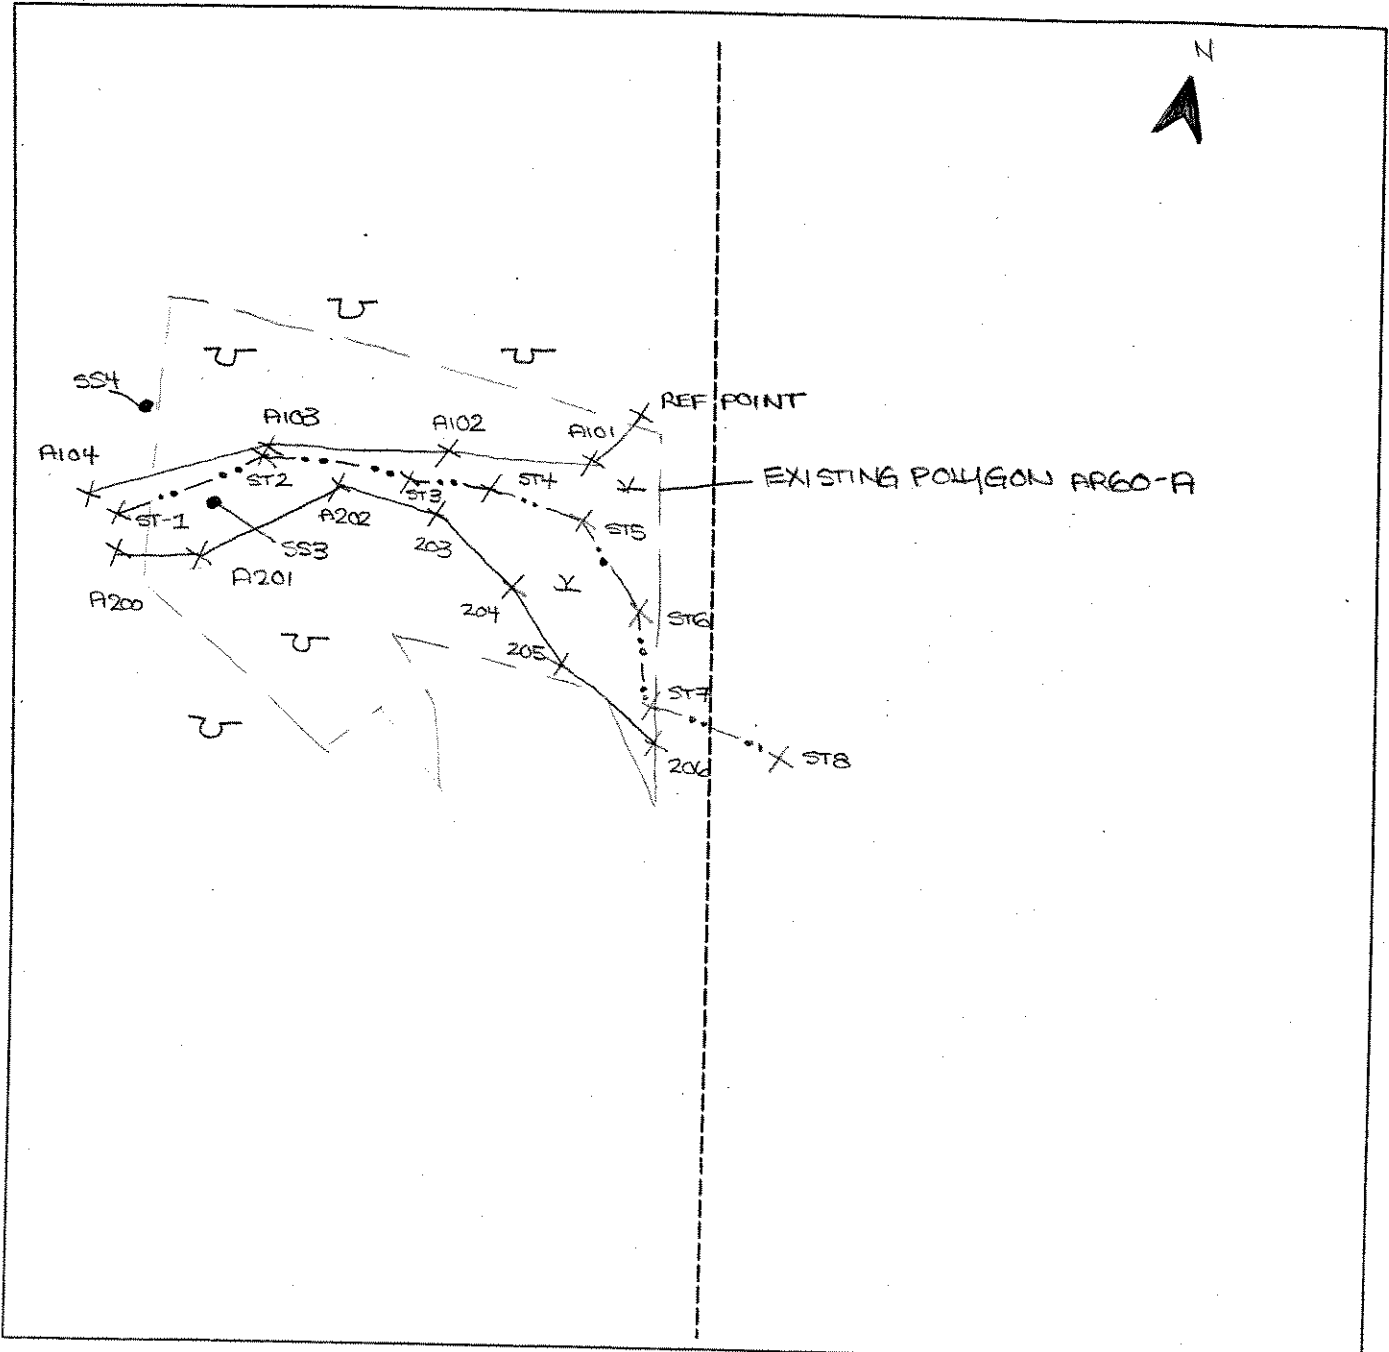 N
SS4
REF POINT
A103
A102
A101
A104
ST2
ST3
ST4
EXISTING POLYGON AR60-A
ST-1
A202
ST5
SS3
203
A201
A200
204
ST6
205
ST7
206
ST8